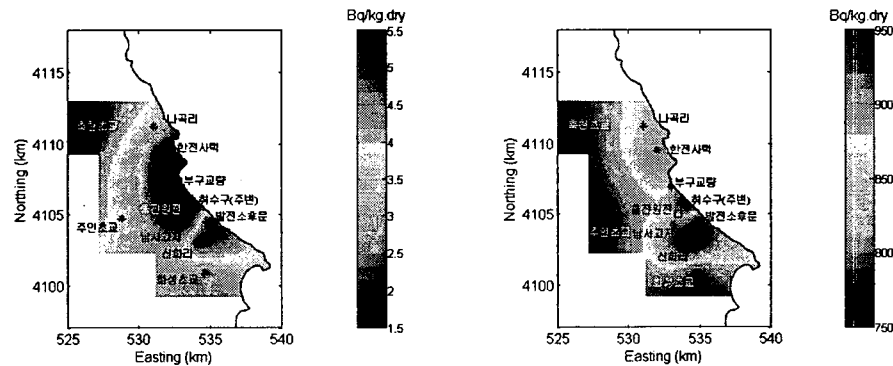 Bq/kg.dry
5.5
5
4.5
4
3.5
3
2.5
2
1.5
4115
4110
4105
4100
Northing (km)
525
530
535
540
Easting (km)
나곡리
한전사택
부구교량
취수구(주변)
발전소후문
울진원전
주인초교
남서고지
신화리
화성초교
Bq/kg.dry
950
900
850
800
750
4115
4110
4105
4100
Northing (km)
525
530
535
540
Easting (km)
나곡리
한전사택
부구교량
취수구(주변)
울진원전
발전소후문
주인초교
남서고지
신화리